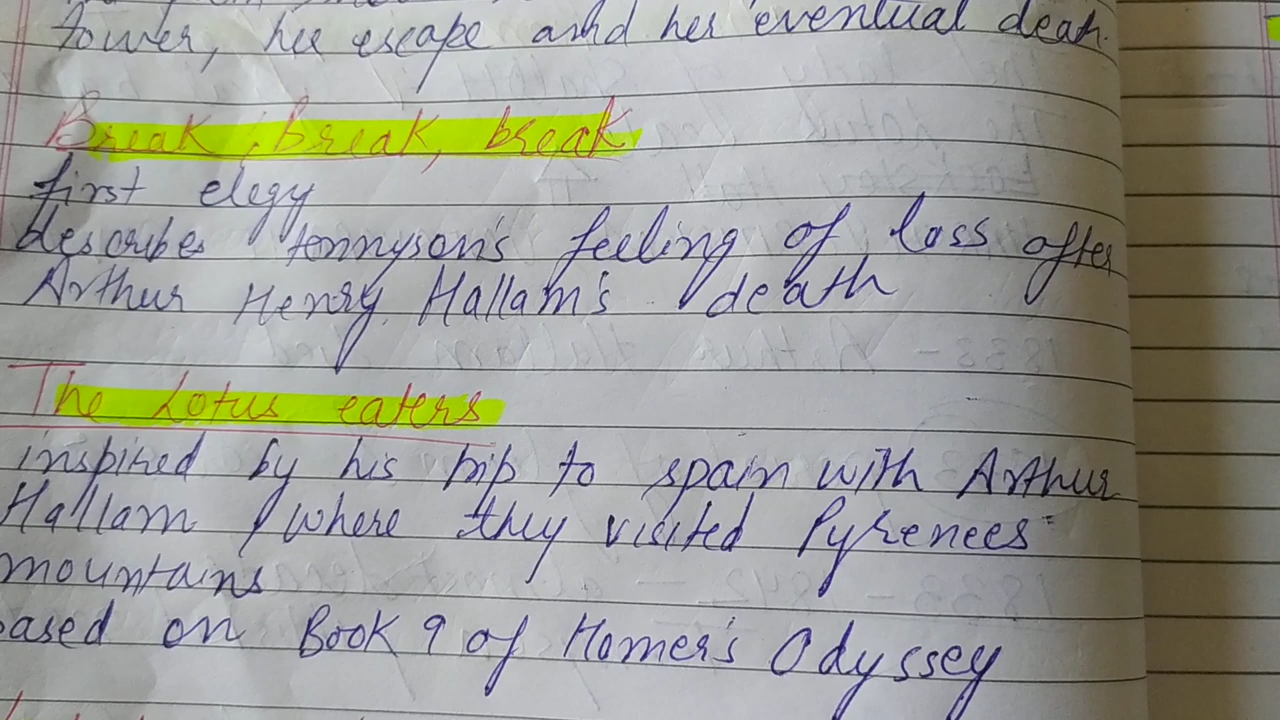 tower, her escape and her eventual death.
Break, Break, break
first elegy
describes tennyson's feeling of loss after
Arthur Henry Hallam's death
The Lotus eaters
inspired by his trip to spain with Arthur
Hallam, where they visited Pyrenees
mountains
ased on Book 9 of Homer's Odyssey